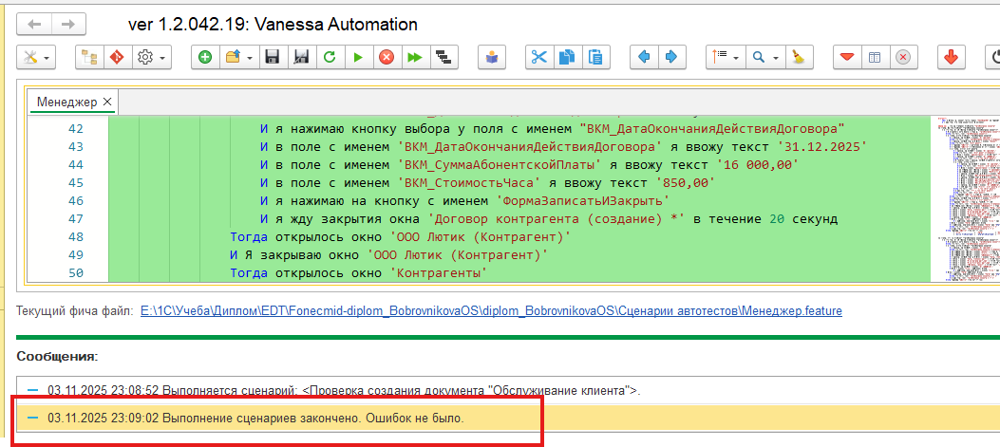 ver 1.2.042.19: Vanessa Automation
Менеджер
42 И я нажимаю кнопку выбора у поля с именем "ВКМ_ДатаОкончанияДействияДоговора"
43 И в поле с именем 'ВКМ_ДатаОкончанияДействияДоговора' я ввожу текст '31.12.2025'
44 И в поле с именем 'ВКМ_СуммаАбонентскойПлаты' я ввожу текст '16 000,00'
45 И в поле с именем 'ВКМ_СтоимостьЧаса' я ввожу текст '850,00'
46 И я нажимаю на кнопку с именем 'ФормаЗаписатьИЗакрыть'
47 И я жду закрытия окна 'Договор контрагента (создание) *' в течение 20 секунд
48 Тогда открылось окно 'ООО Лютик (Контрагент)'
49 И Я закрываю окно 'ООО Лютик (Контрагент)'
50 Тогда открылось окно 'Контрагенты'
Текущий фича файл: E:\1С\Учеба\Диплом\EDT\Fonecmid-diplom_BobrovnikovaOS\diplom_BobrovnikovaOS\Сценарии автотестов\Менеджер.feature
Сообщения:
03.11.2025 23:08:52 Выполняется сценарий: <Проверка создания документа "Обслуживание клиента">.
03.11.2025 23:09:02 Выполнение сценариев закончено. Ошибок не было.